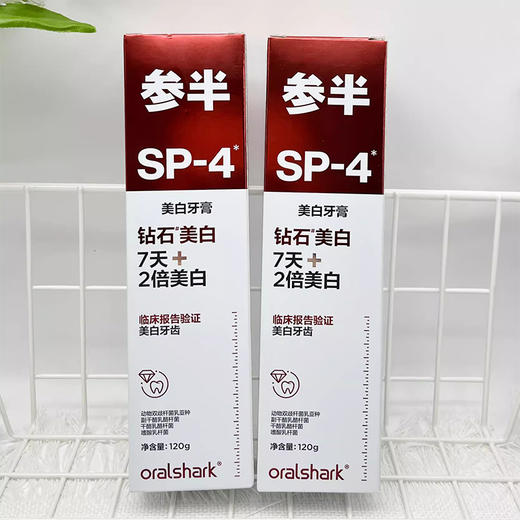 参半
SP-4*
美白牙膏
钻石#美白
7天+
2倍美白
临床报告验证
美白牙齿
动物双歧杆菌乳亚种
副干酪乳酪杆菌
干酪乳酪杆菌
嗜酸乳杆菌
净含量：120g
oralshark®
参半
SP-4*
美白牙膏
钻石#美白
7天+
2倍美白
临床报告验证
美白牙齿
动物双歧杆菌乳亚种
副干酪乳酪杆菌
干酪乳酪杆菌
嗜酸乳杆菌
净含量：120g
oralshark®